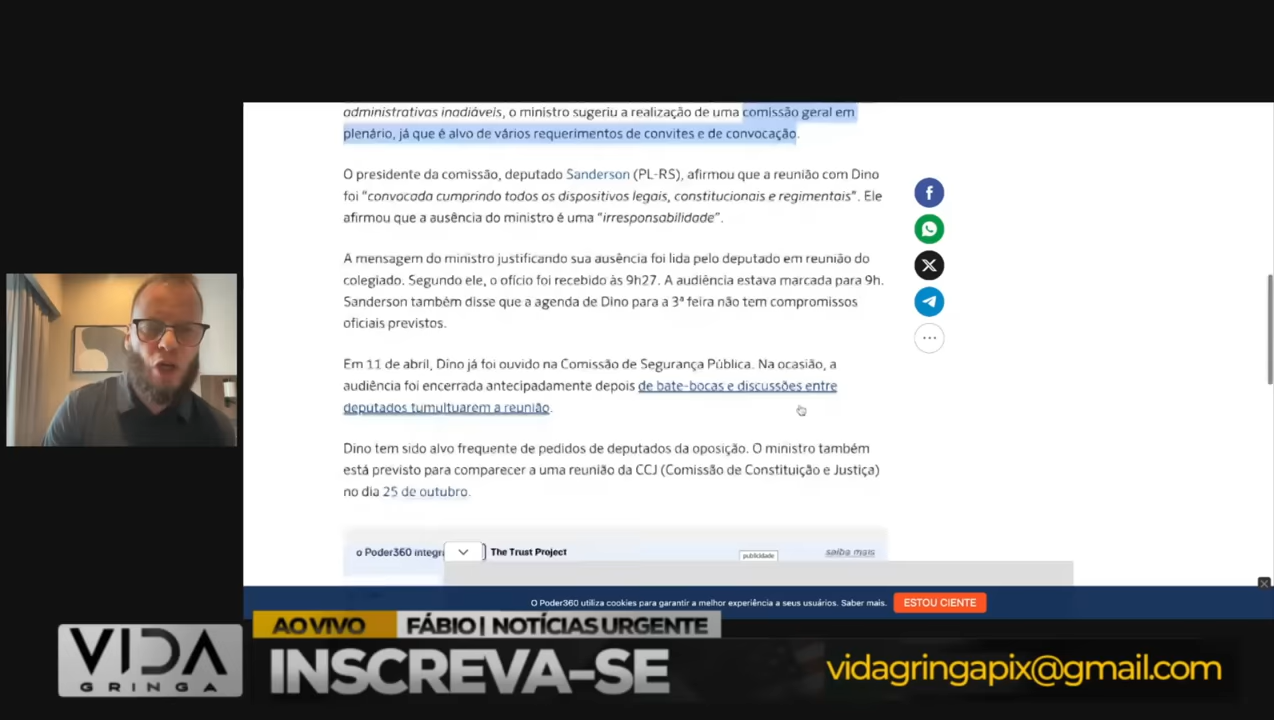 administrativas inadiáveis, o ministro sugeriu a realização de uma comissão geral em
plenário, já que é alvo de vários requerimentos de convites e de convocação.
O presidente da comissão, deputado Sanderson (PL-RS), afirmou que a reunião com Dino
foi “convocada cumprindo todos os dispositivos legais, constitucionais e regimentais”. Ele
afirmou que a ausência do ministro é uma “irresponsabilidade”.
A mensagem do ministro justificando sua ausência foi lida pelo deputado em reunião do
colegiado. Segundo ele, o ofício foi recebido às 9h27. A audiência estava marcada para 9h.
Sanderson também disse que a agenda de Dino para a 3ª feira não tem compromissos
oficiais previstos.
Em 11 de abril, Dino já foi ouvido na Comissão de Segurança Pública. Na ocasião, a
audiência foi encerrada antecipadamente depois de bate-bocas e discussões entre
deputados tumultuarem a reunião.
Dino tem sido alvo frequente de pedidos de deputados da oposição. O ministro também
está previsto para comparecer a uma reunião da CCJ (Comissão de Constituição e Justiça)
no dia 25 de outubro.
o Poder360 integr
The Trust Project
publicidade
saiba mais
O Poder360 utiliza cookies para garantir a melhor experiência a seus usuários. Saber mais.
ESTOU CIENTE
AO VIVO
FÁBIO | NOTÍCIAS URGENTE
VIDA
GRINGA
INSCREVA-SE
vidagringapix@gmail.com